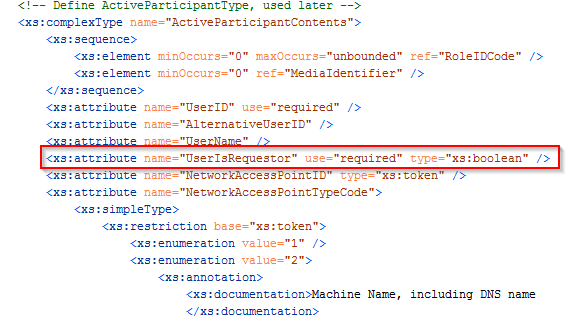 <!-- Define ActiveParticipantType, used later -->
<xs:complexType name="ActiveParticipantContents">
<xs:sequence>
<xs:element minOccurs="0" maxOccurs="unbounded" ref="RoleIDCode" />
<xs:element minOccurs="0" ref="MediaIdentifier" />
</xs:sequence>
<xs:attribute name="UserID" use="required" />
<xs:attribute name="AlternativeUserID" />
<xs:attribute name="UserName" />
<xs:attribute name="UserIsRequestor" use="required" type="xs:boolean" />
<xs:attribute name="NetworkAccessPointID" type="xs:token" />
<xs:attribute name="NetworkAccessPointTypeCode">
<xs:simpleType>
<xs:restriction base="xs:token">
<xs:enumeration value="1" />
<xs:enumeration value="2">
<xs:annotation>
<xs:documentation>Machine Name, including DNS name
</xs:documentation>